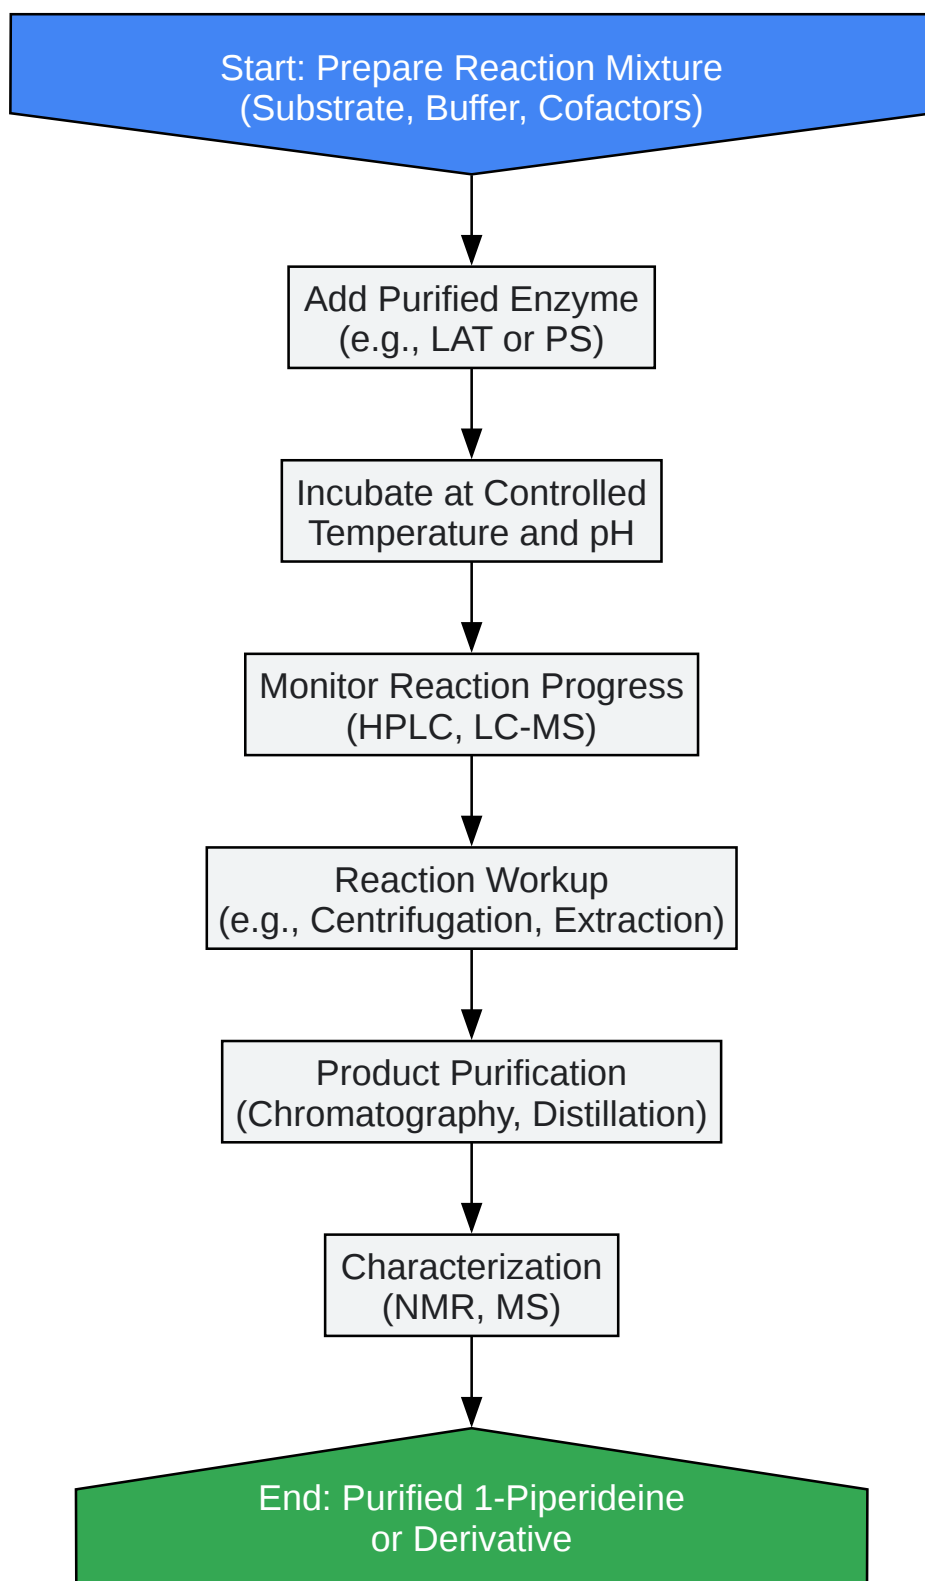 Start: Prepare Reaction Mixture
(Substrate, Buffer, Cofactors)
Add Purified Enzyme
(e.g., LAT or PS)
Incubate at Controlled
Temperature and pH
Monitor Reaction Progress
(HPLC, LC-MS)
Reaction Workup
(e.g., Centrifugation, Extraction)
Product Purification
(Chromatography, Distillation)
Characterization
(NMR, MS)
End: Purified 1-Piperideine
or Derivative